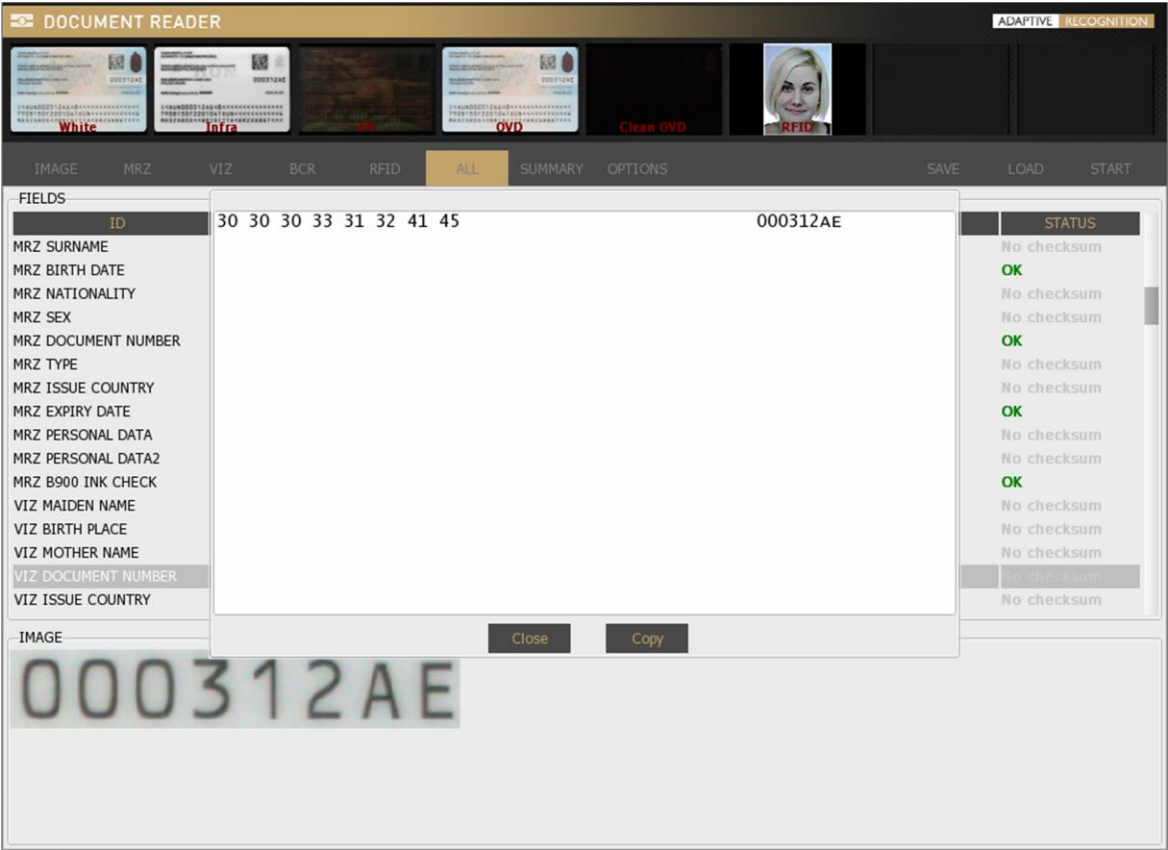 DOCUMENT READER
ADAPTIVE RECOGNITION
000312AE
000312AE
000312AE
White
Infra
UV
OVD
Clean OVD
RFID
IMAGE MRZ VIZ BCR RFID ALL SUMMARY OPTIONS SAVE LOAD START
FIELDS
ID STATUS
30 30 30 33 31 32 41 45 000312AE
MRZ SURNAME No checksum
MRZ BIRTH DATE OK
MRZ NATIONALITY No checksum
MRZ SEX No checksum
MRZ DOCUMENT NUMBER OK
MRZ TYPE No checksum
MRZ ISSUE COUNTRY No checksum
MRZ EXPIRY DATE OK
MRZ PERSONAL DATA No checksum
MRZ PERSONAL DATA2 No checksum
MRZ B900 INK CHECK OK
VIZ MAIDEN NAME No checksum
VIZ BIRTH PLACE No checksum
VIZ MOTHER NAME No checksum
VIZ DOCUMENT NUMBER No checksum
VIZ ISSUE COUNTRY No checksum
Close Copy
IMAGE
000312AE